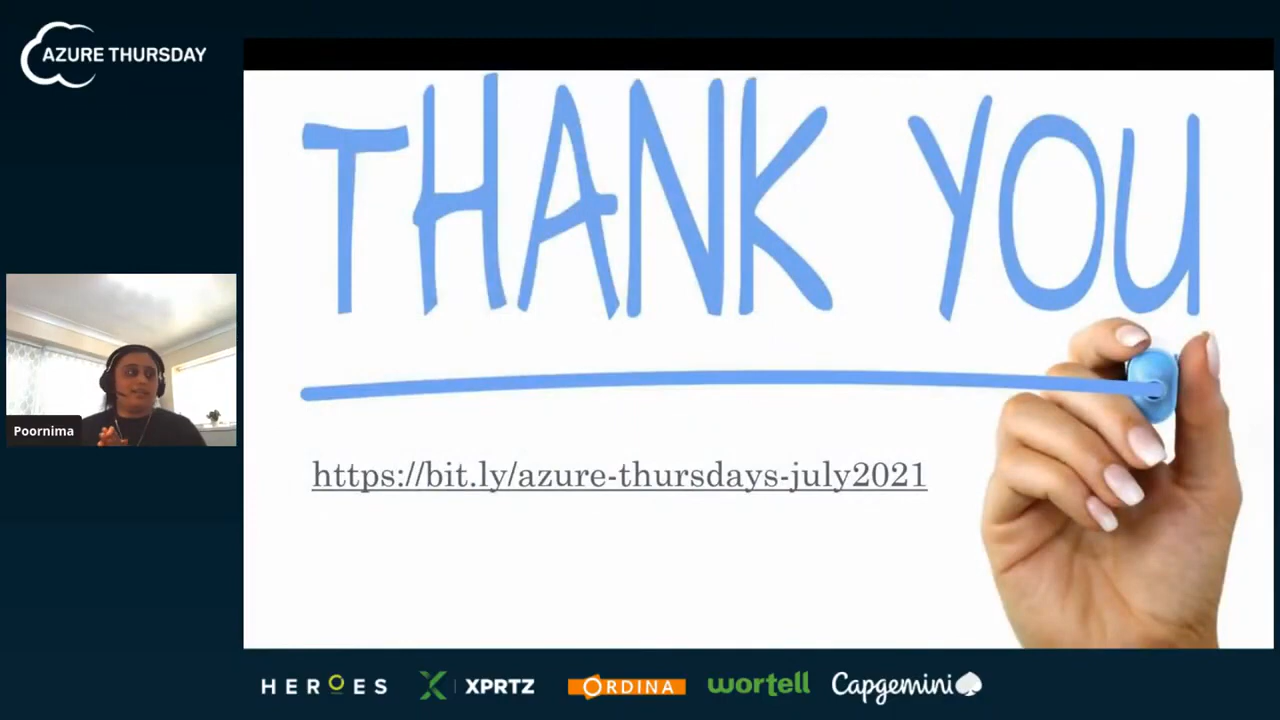 AZURE THURSDAY
THANK YOU
https://bit.ly/azure-thursdays-july2021
Poornima
HEROES XPRTZ ORDINA wortell Capgemini